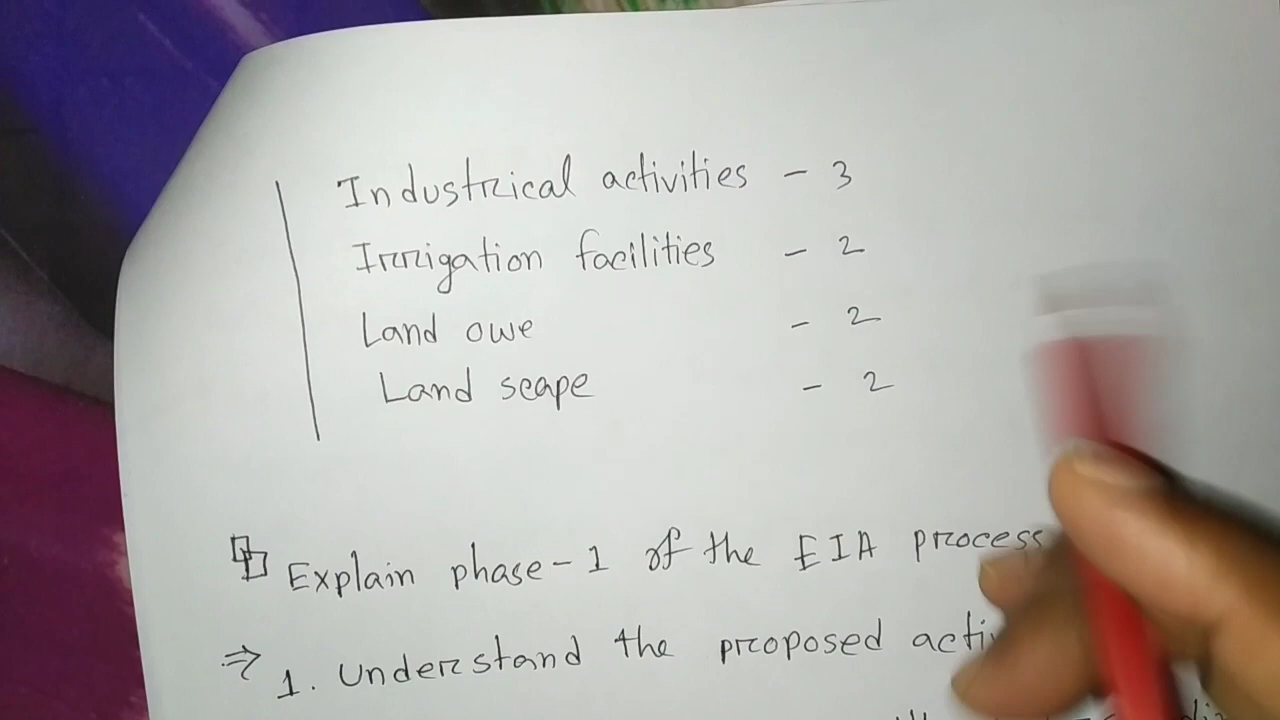 Industrical activities - 3
Irrigation facilities - 2
Land owe - 2
Land scape - 2
Explain phase-1 of the EIA process
⇒ 1. Understand the proposed